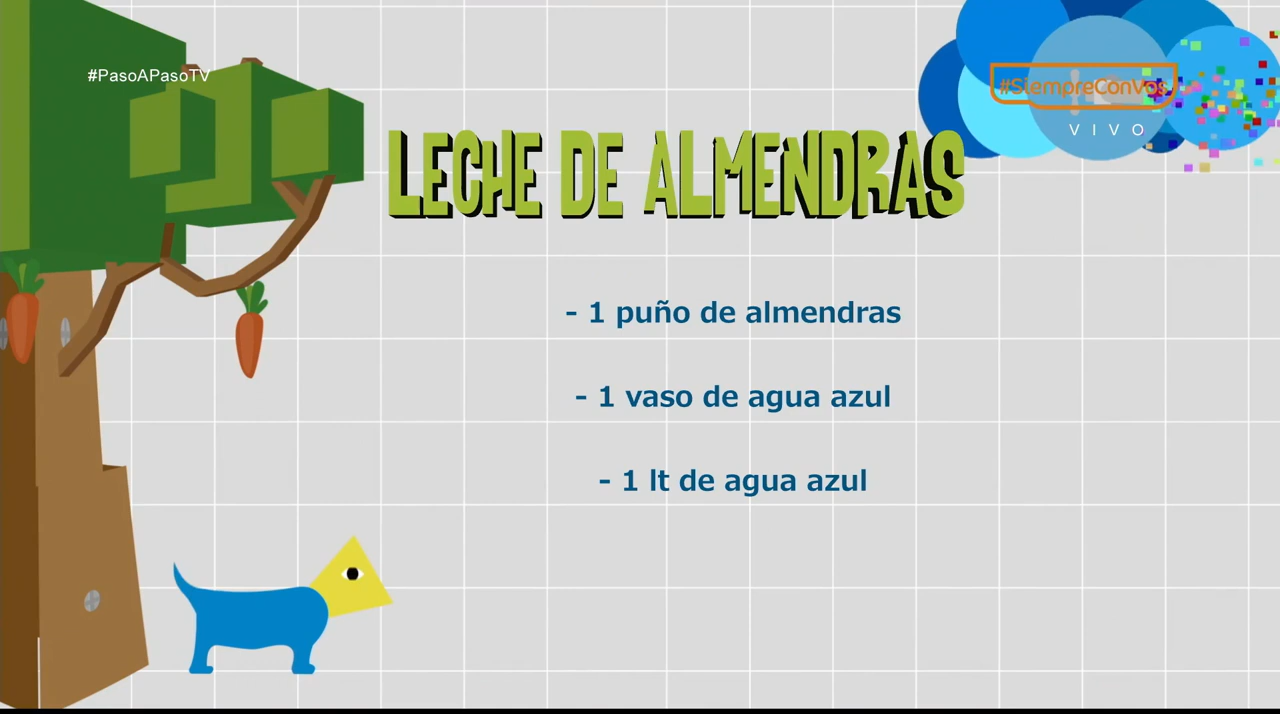 #PasoAPasoTV
#SiempreConVos
VIVO
LECHE DE ALMENDRAS
- 1 puño de almendras
- 1 vaso de agua azul
- 1 lt de agua azul